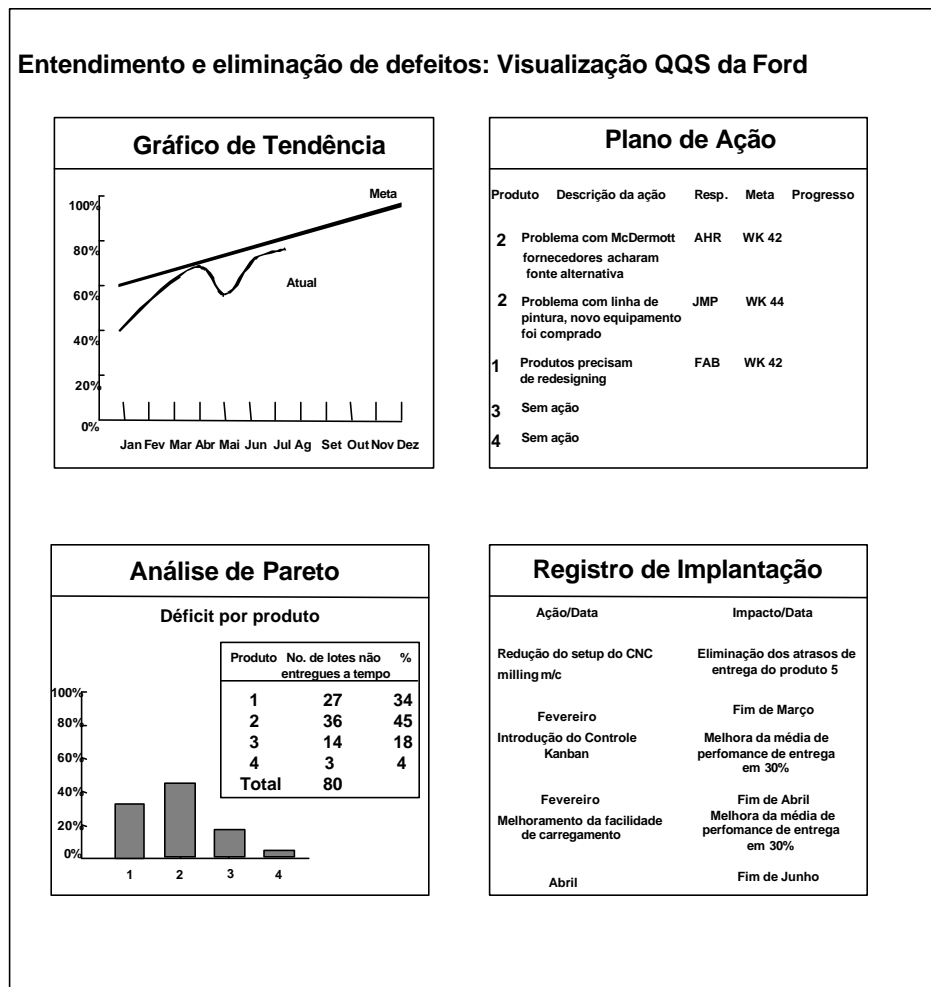 Entendimento e eliminação de defeitos: Visualização QQS da Ford
Gráfico de Tendência
Meta
100%
80%
Atual
60%
40%
20%
0%
Jan Fev Mar Abr Mai Jun Jul Ag Set Out Nov Dez
Plano de Ação
Produto Descrição da ação Resp. Meta Progresso
2 Problema com McDermott AHR WK 42
fornecedores acharam
fonte alternativa
2 Problema com linha de JMP WK 44
pintura, novo equipamento
foi comprado
1 Produtos precisam FAB WK 42
de redesigning
3 Sem ação
4 Sem ação
Análise de Pareto
Déficit por produto
Produto No. de lotes não %
entregues a tempo
1 27 34
2 36 45
3 14 18
4 3 4
Total 80
100%
80%
60%
40%
20%
0%
1 2 3 4
Registro de Implantação
Ação/Data Impacto/Data
Redução do setup do CNC Eliminação dos atrasos de
milling m/c entrega do produto 5
Fevereiro Fim de Março
Introdução do Controle Melhora da média de
Kanban perfomance de entrega
em 30%
Fevereiro Fim de Abril
Melhoramento da facilidade Melhora da média de
de carregamento perfomance de entrega
em 30%
Abril Fim de Junho